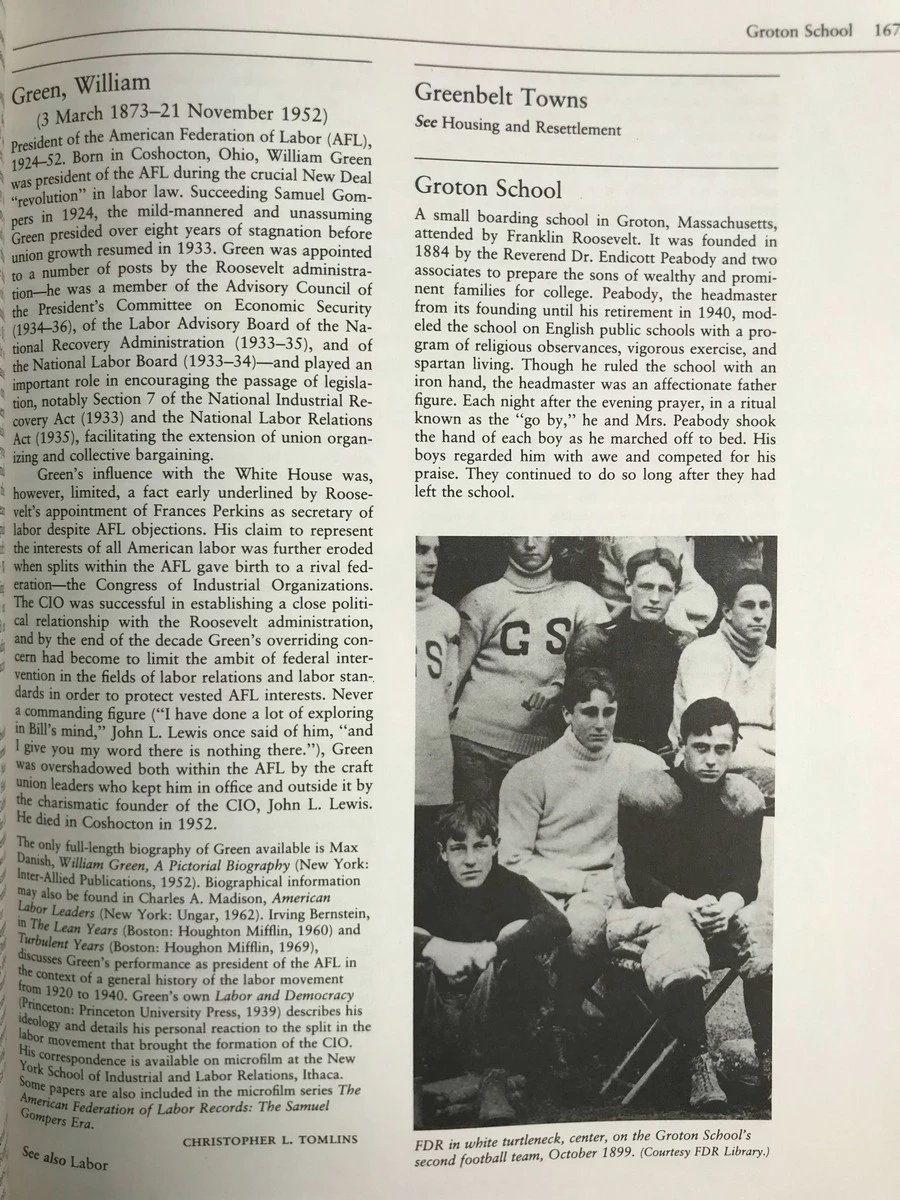 Groton School 167
Green, William
(3 March 1873–21 November 1952)
President of the American Federation of Labor (AFL),
1924–52. Born in Coshocton, Ohio, William Green
was president of the AFL during the crucial New Deal
“revolution” in labor law. Succeeding Samuel Gom-
pers in 1924, the mild-mannered and unassuming
Green presided over eight years of stagnation before
union growth resumed in 1933. Green was appointed
to a number of posts by the Roosevelt administra-
tion—he was a member of the Advisory Council of
the President’s Committee on Economic Security
(1934–36), of the Labor Advisory Board of the Na-
tional Recovery Administration (1933–35), and of
the National Labor Board (1933–34)—and played an
important role in encouraging the passage of legisla-
tion, notably Section 7 of the National Industrial Re-
covery Act (1933) and the National Labor Relations
Act (1935), facilitating the extension of union organ-
izing and collective bargaining.
Green’s influence with the White House was,
however, limited, a fact early underlined by Roose-
velt’s appointment of Frances Perkins as secretary of
labor despite AFL objections. His claim to represent
the interests of all American labor was further eroded
when splits within the AFL gave birth to a rival fed-
eration—the Congress of Industrial Organizations.
The CIO was successful in establishing a close politi-
cal relationship with the Roosevelt administration,
and by the end of the decade Green’s overriding con-
cern had become to limit the ambit of federal inter-
vention in the fields of labor relations and labor stan-
dards in order to protect vested AFL interests. Never
a commanding figure (“I have done a lot of exploring
in Bill’s mind,” John L. Lewis once said of him, “and
I give you my word there is nothing there.”), Green
was overshadowed both within the AFL by the craft
union leaders who kept him in office and outside it by
the charismatic founder of the CIO, John L. Lewis.
He died in Coshocton in 1952.
The only full-length biography of Green available is Max
Danish, William Green, A Pictorial Biography (New York:
Inter-Allied Publications, 1952). Biographical information
may also be found in Charles A. Madison, American
Labor Leaders (New York: Ungar, 1962). Irving Bernstein,
in The Lean Years (Boston: Houghton Mifflin, 1960) and
Turbulent Years (Boston: Houghon Mifflin, 1969),
discusses Green’s performance as president of the AFL in
the context of a general history of the labor movement
from 1920 to 1940. Green’s own Labor and Democracy
(Princeton: Princeton University Press, 1939) describes his
ideology and details his personal reaction to the split in the
labor movement that brought the formation of the CIO.
His correspondence is available on microfilm at the New
York School of Industrial and Labor Relations, Ithaca.
Some papers are also included in the microfilm series The
American Federation of Labor Records: The Samuel
Gompers Era.
CHRISTOPHER L. TOMLINS
See also Labor
Greenbelt Towns
See Housing and Resettlement
Groton School
A small boarding school in Groton, Massachusetts,
attended by Franklin Roosevelt. It was founded in
1884 by the Reverend Dr. Endicott Peabody and two
associates to prepare the sons of wealthy and promi-
nent families for college. Peabody, the headmaster
from its founding until his retirement in 1940, mod-
eled the school on English public schools with a pro-
gram of religious observances, vigorous exercise, and
spartan living. Though he ruled the school with an
iron hand, the headmaster was an affectionate father
figure. Each night after the evening prayer, in a ritual
known as the “go by,” he and Mrs. Peabody shook
the hand of each boy as he marched off to bed. His
boys regarded him with awe and competed for his
praise. They continued to do so long after they had
left the school.
S
G S
FDR in white turtleneck, center, on the Groton School’s
second football team, October 1899. (Courtesy FDR Library.)